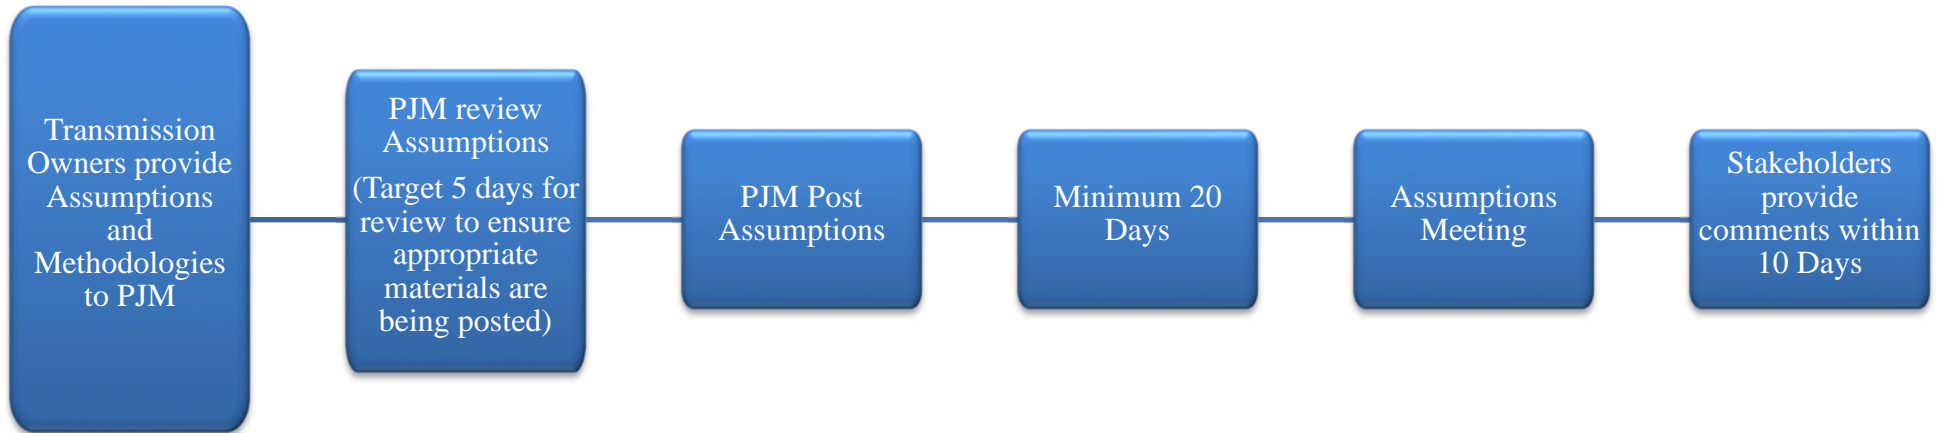 Transmission
Owners provide
Assumptions
and
Methodologies
to PJM
PJM review
Assumptions
(Target 5 days for
review to ensure
appropriate
materials are
being posted)
PJM Post
Assumptions
Minimum 20
Days
Assumptions
Meeting
Stakeholders
provide
comments within
10 Days